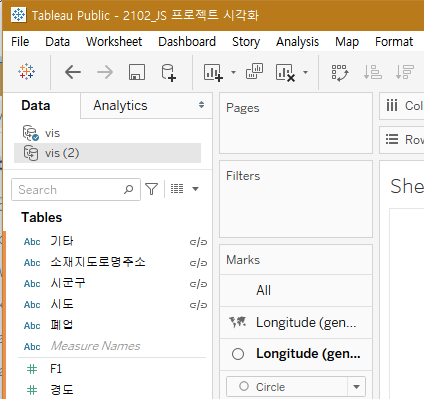 Tableau Public - 2102_JS 프로젝트 시각화
File Data Worksheet Dashboard Story Analysis Map Format
Data Analytics
vis
vis (2)
Search
Tables
Abc 기타
Abc 소재지도로명주소
Abc 시군구
Abc 시도
Abc 폐업
Abc Measure Names
# F1
# 경도
Pages
Filters
Marks
All
Longitude (gen...
Longitude (gen...
Circle
Col
Rov
She